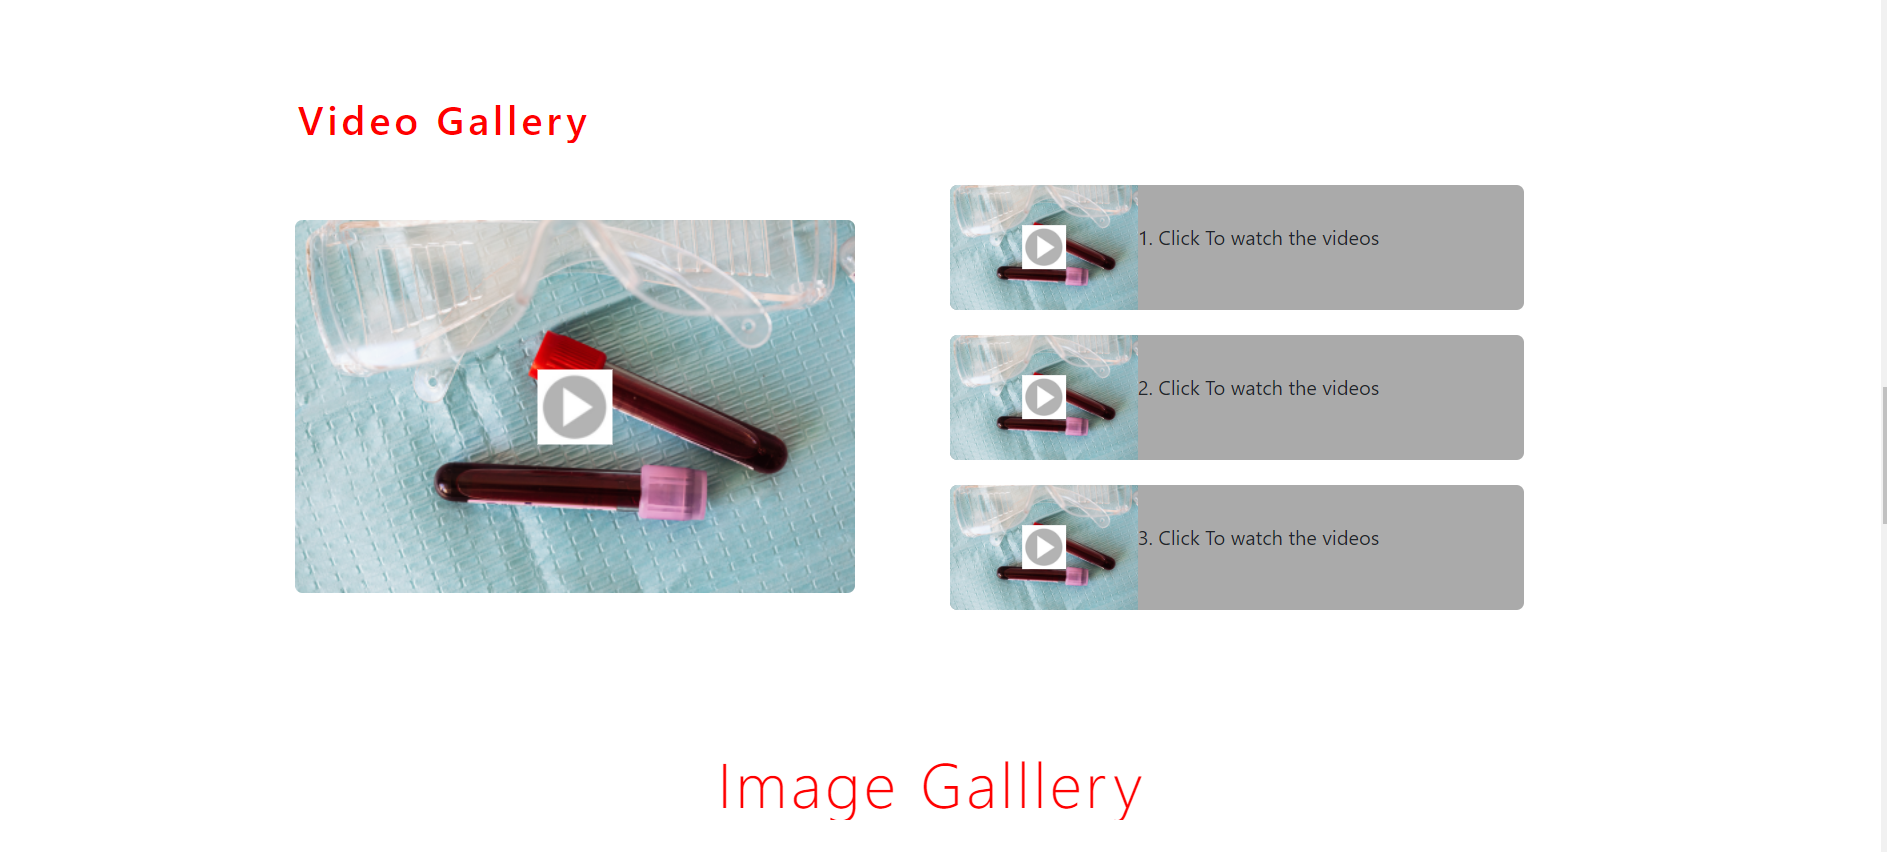 Video Gallery
1. Click To watch the videos
2. Click To watch the videos
3. Click To watch the videos
Image Galllery